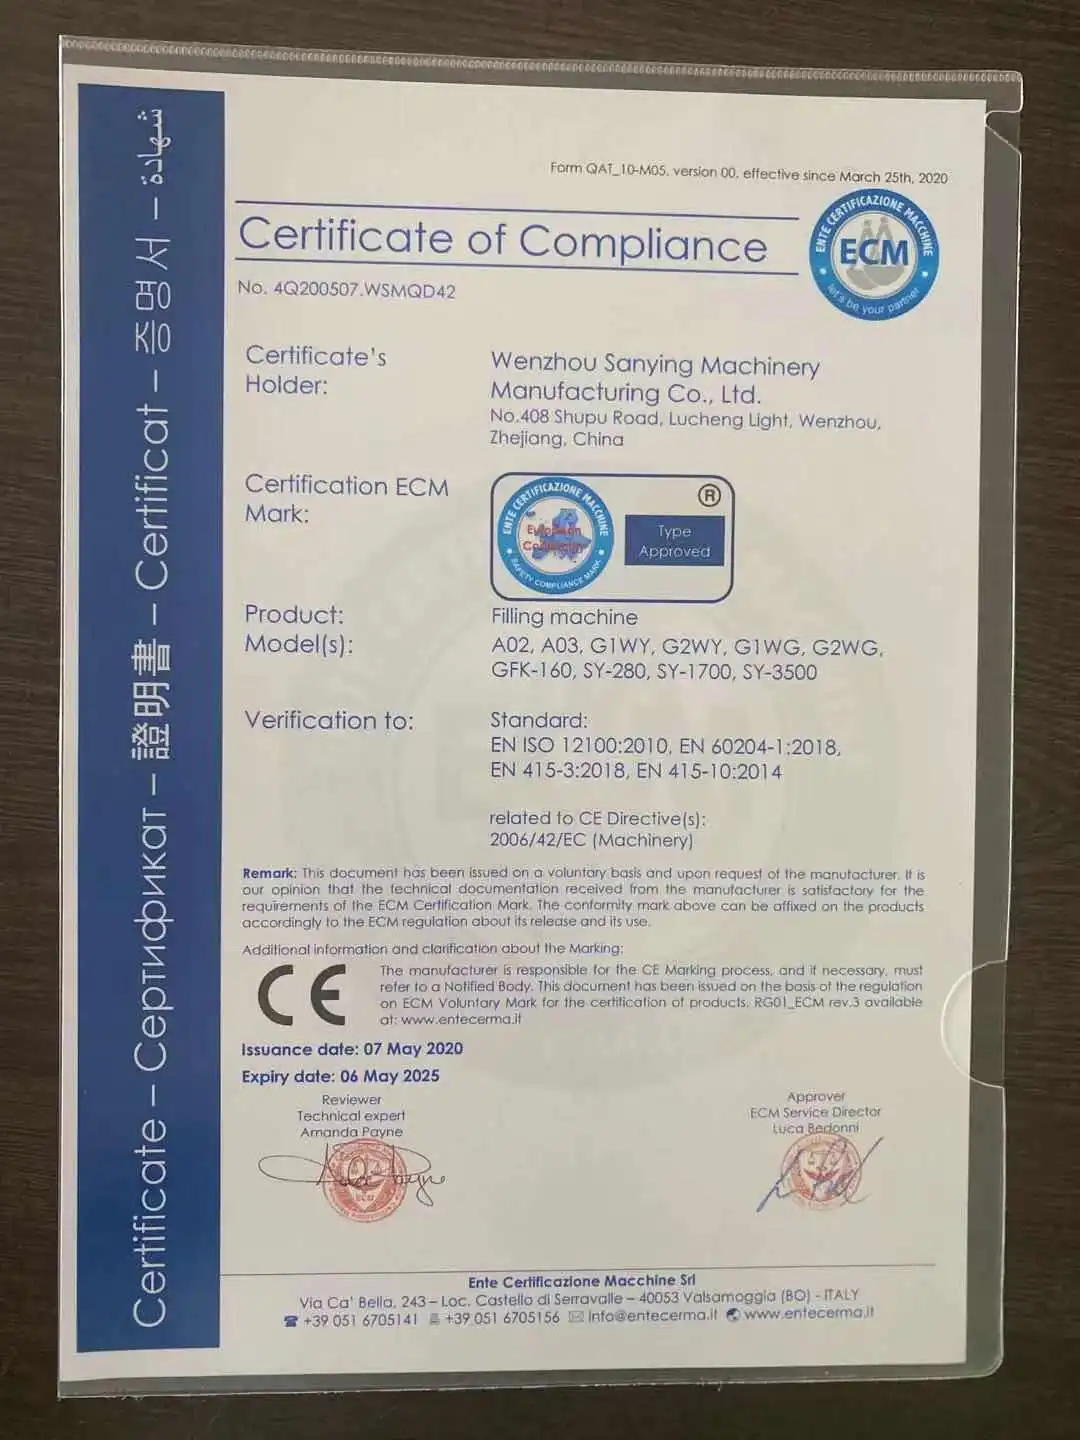 Form QAT_10-M05, version 00, effective since March 25th, 2020
Certificate of Compliance
ENTE CERTIFICAZIONE MACCHINE
ECM
let's be your partner
No. 4Q200507.WSMQD42
Certificate's
Holder:
Wenzhou Sanying Machinery
Manufacturing Co., Ltd.
No.408 Shupu Road, Lucheng Light, Wenzhou,
Zhejiang, China
Certification ECM
Mark:
ENTE CERTIFICAZIONE MACCHINE
European
SAFETY COMPLIANCE MARK
®
Type
Approved
Product:
Filling machine
Model(s):
A02, A03, G1WY, G2WY, G1WG, G2WG,
GFK-160, SY-280, SY-1700, SY-3500
Verification to:
Standard:
EN ISO 12100:2010, EN 60204-1:2018,
EN 415-3:2018, EN 415-10:2014
related to CE Directive(s):
2006/42/EC (Machinery)
Remark: This document has been issued on a voluntary basis and upon request of the manufacturer. It is
our opinion that the technical documentation received from the manufacturer is satisfactory for the
requirements of the ECM Certification Mark. The conformity mark above can be affixed on the products
accordingly to the ECM regulation about its release and its use.
Additional information and clarification about the Marking:
CE
The manufacturer is responsible for the CE Marking process, and if necessary, must
refer to a Notified Body. This document has been issued on the basis of the regulation
on ECM Voluntary Mark for the certification of products. RG01_ECM rev.3 available
at: www.entecerma.it
Issuance date: 07 May 2020
Expiry date: 06 May 2025
Reviewer
Technical expert
Amanda Payne
Approver
ECM Service Director
Luca Bedonni
Ente Certificazione Macchine Srl
Via Ca' Bella, 243 – Loc. Castello di Serravalle – 40053 Valsamoggia (BO) - ITALY
+39 051 6705141 +39 051 6705156 info@entecerma.it www.entecerma.it
Certificate – Сертификат – 證明書 – Certificat – 증명서 – شهادة